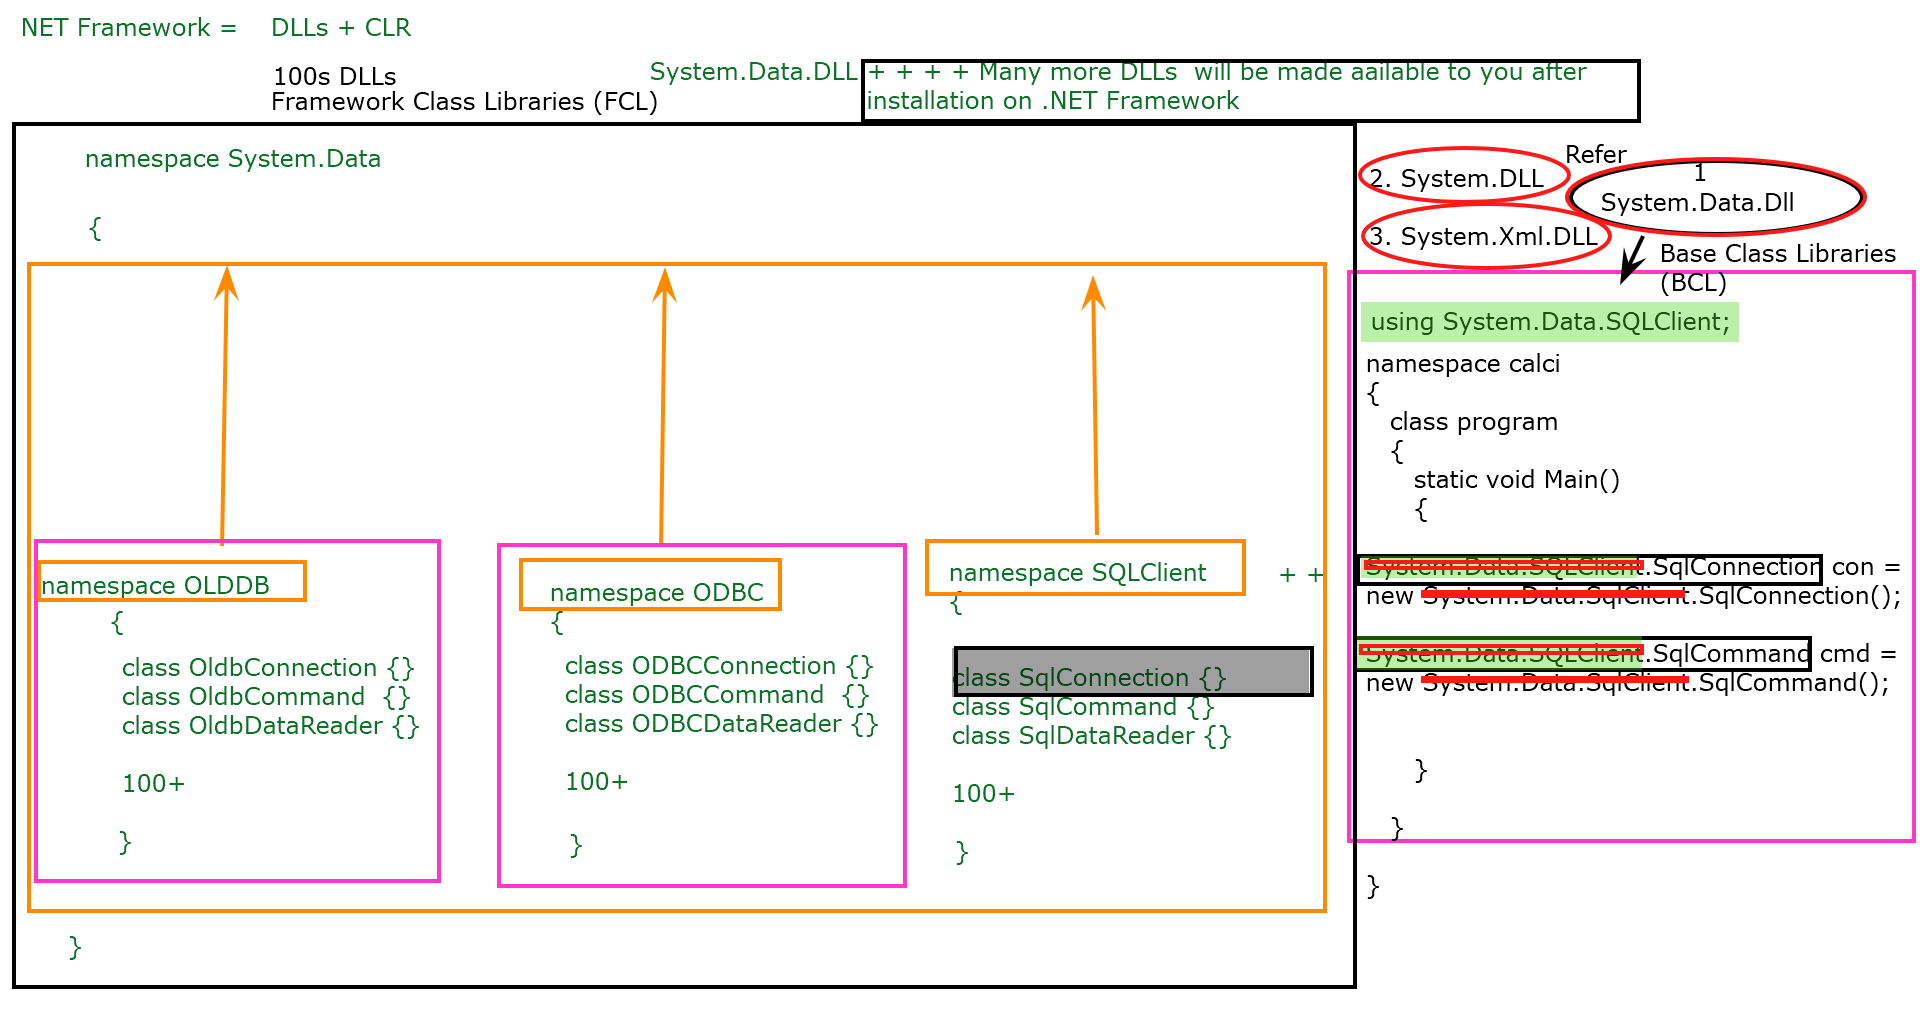 NET Framework = DLLs + CLR
100s DLLs
Framework Class Libraries (FCL)
System.Data.DLL + + + + Many more DLLs will be made aailable to you after
installation on .NET Framework
namespace System.Data
{
namespace OLDDB
{
class OldbConnection {}
class OldbCommand {}
class OldbDataReader {}
100+
}
namespace ODBC
{
class ODBCConnection {}
class ODBCCommand {}
class ODBCDataReader {}
100+
}
namespace SQLClient
{
class SqlConnection {}
class SqlCommand {}
class SqlDataReader {}
100+
}
+ +
}
Refer
1
System.Data.Dll
2. System.DLL
3. System.Xml.DLL
Base Class Libraries
(BCL)
using System.Data.SQLClient;
namespace calci
{
class program
{
static void Main()
{
System.Data.SQLClient.SqlConnection con =
new System.Data.SqlClient.SqlConnection();
System.Data.SQLClient.SqlCommand cmd =
new System.Data.SqlClient.SqlCommand();
}
}
}